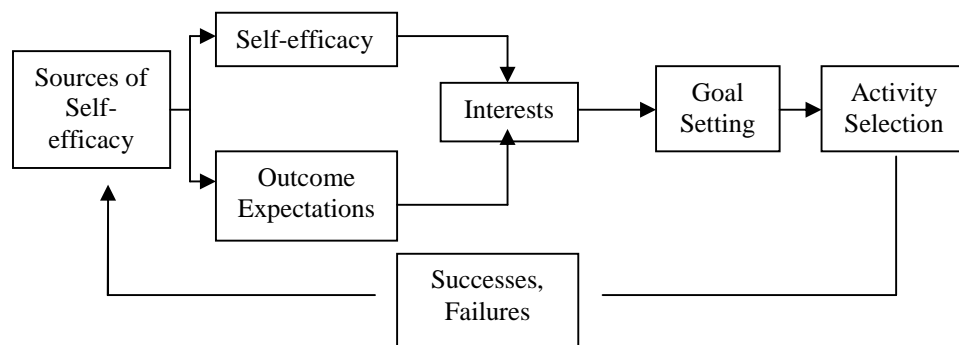 Sources of
Self-
efficacy
Self-efficacy
Outcome
Expectations
Interests
Goal
Setting
Activity
Selection
Successes,
Failures